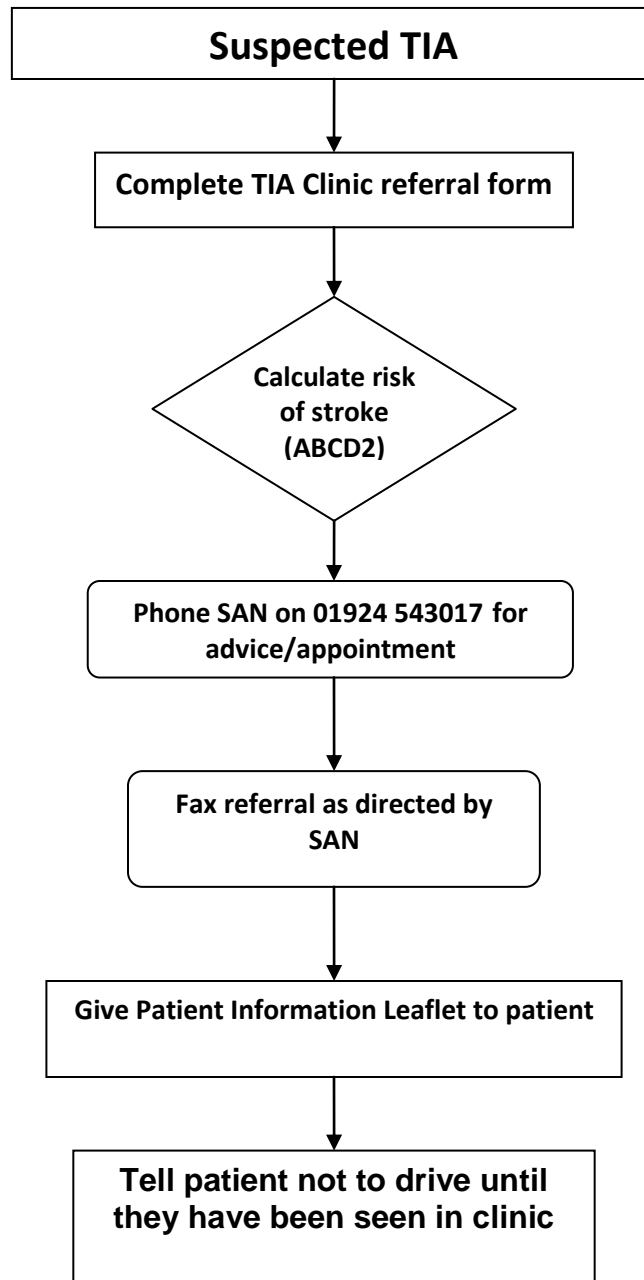 Suspected TIA
Complete TIA Clinic referral form
Calculate risk
of stroke
(ABCD2)
Phone SAN on 01924 543017 for
advice/appointment
Fax referral as directed by
SAN
Give Patient Information Leaflet to patient
Tell patient not to drive until
they have been seen in clinic